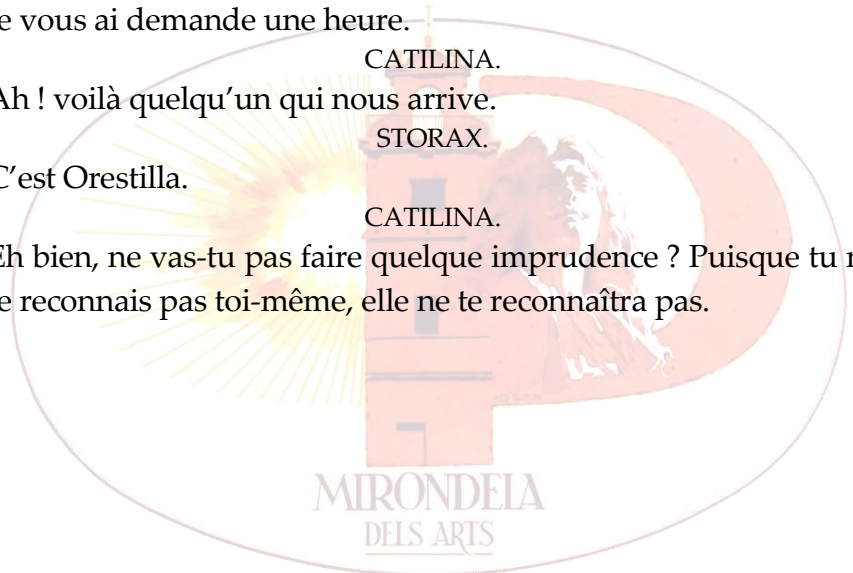 e vous ai demande une heure.
CATILINA.
Ah ! voilà quelqu’un qui nous arrive.
STORAX.
C’est Orestilla.
CATILINA.
Eh bien, ne vas-tu pas faire quelque imprudence ? Puisque tu
e reconnais pas toi-même, elle ne te reconnaîtra pas.
MIRONDELA
DELS ARTS